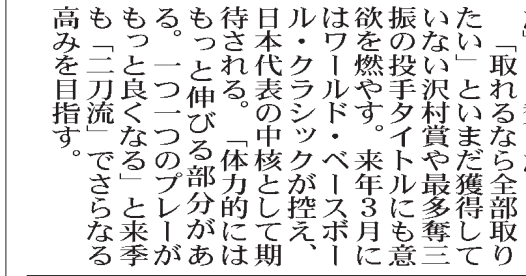 「取れるなら全部取り
たい」といまだ獲得して
いない沢村賞や最多奪三
振の投手タイトルにも意
欲を燃やす。来年３月に
はワールド・ベースボー
ル・クラシックが控え、
日本代表の中核として期
待される。「体力的には
もっと伸びる部分があ
る。一つ一つのプレーが
もっと良くなる」と来季
も「二刀流」でさらなる
高みを目指す。